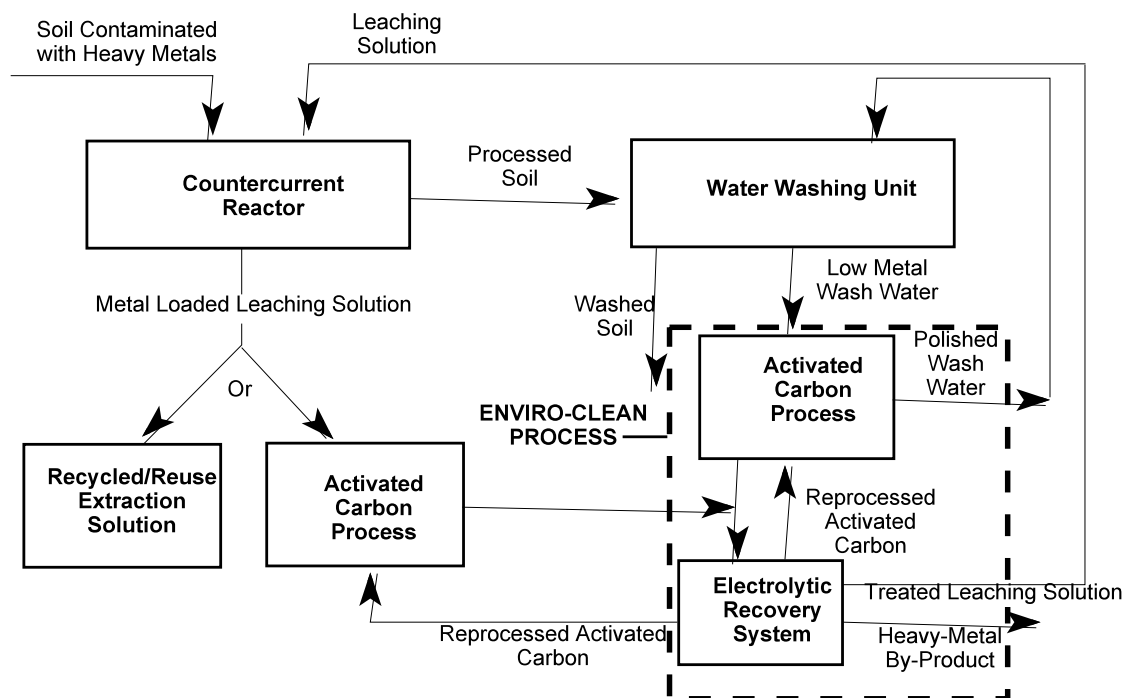 Soil Contaminated
with Heavy Metals
Leaching
Solution
Countercurrent
Reactor
Processed
Soil
Water Washing Unit
Metal Loaded Leaching Solution
Washed
Soil
Low Metal
Wash Water
Or
ENVIRO-CLEAN
PROCESS
Activated
Carbon
Process
Polished
Wash
Water
Recycled/Reuse
Extraction
Solution
Activated
Carbon
Process
Reprocessed
Activated
Carbon
Electrolytic
Recovery
System
Treated Leaching Solution
Reprocessed Activated
Carbon
Heavy-Metal
By-Product